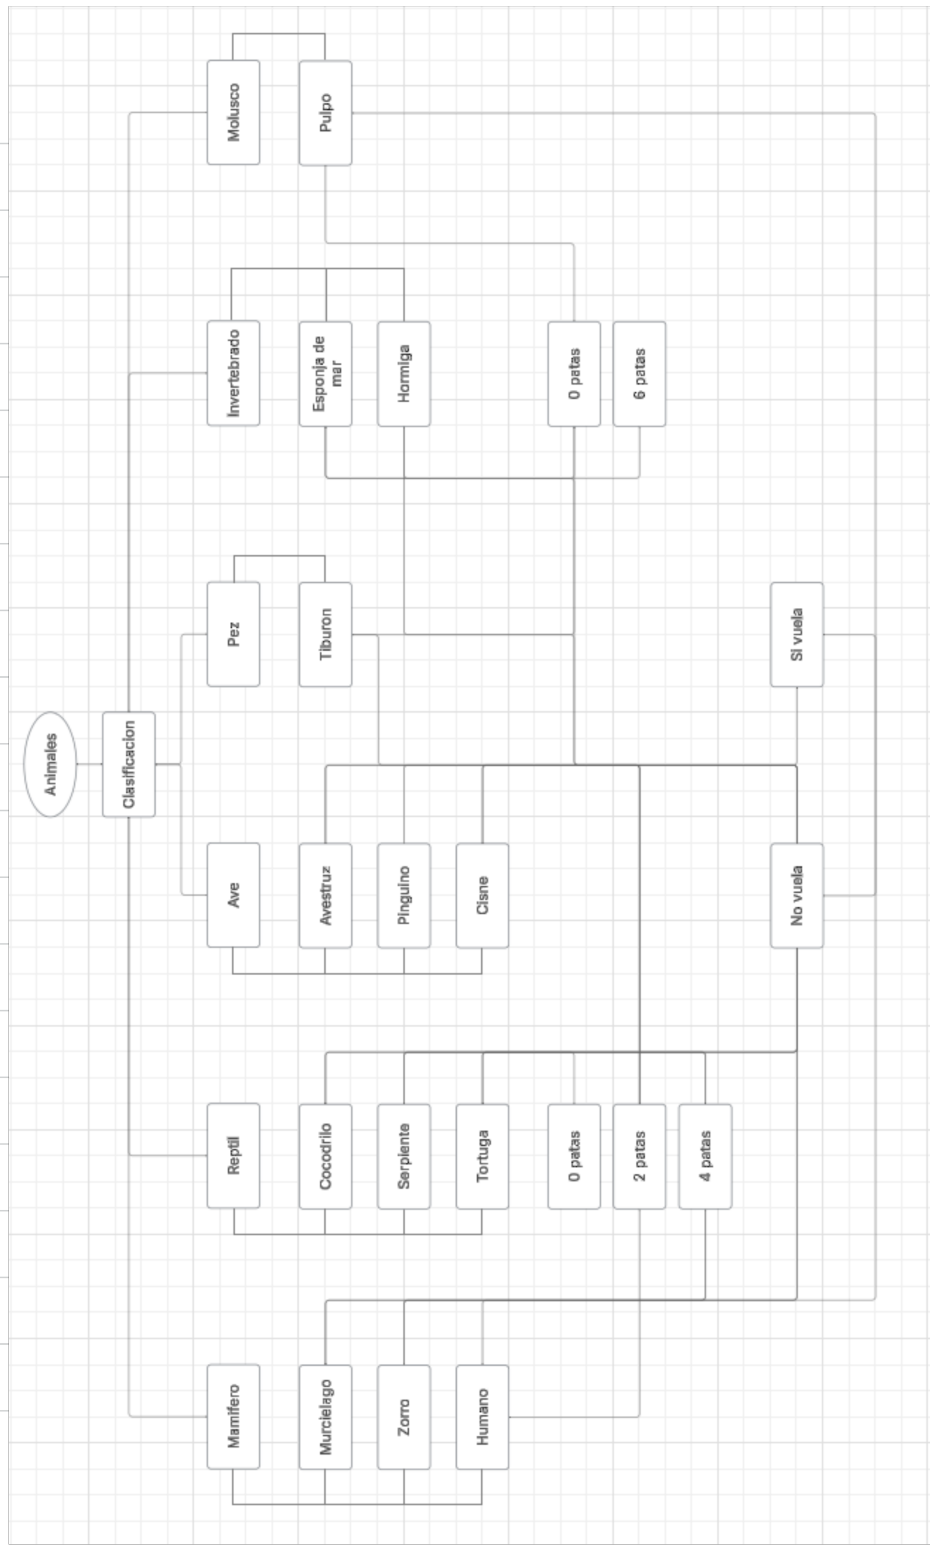 Animales
Clasificacion
Mamifero
Reptil
Ave
Pez
Invertebrado
Molusco
Murcielago
Cocodrilo
Avestruz
Tiburon
Esponja de
mar
Pulpo
Zorro
Serpiente
Pinguino
Hormiga
Humano
Tortuga
Cisne
0 patas
0 patas
2 patas
6 patas
4 patas
No vuela
Si vuela